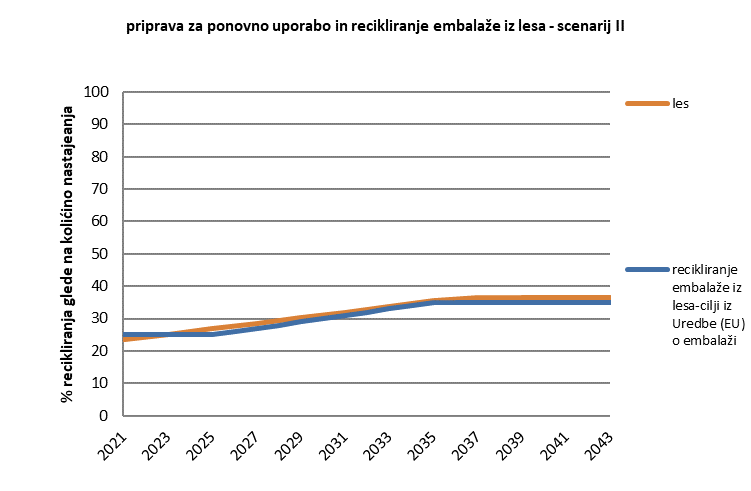 priprava za ponovno uporabo in recikliranje embalaže iz lesa - scenarij II
% recikliranja glede na količino nastajeanja
100
90
80
70
60
50
40
30
20
10
0
2021
2023
2025
2027
2029
2031
2033
2035
2037
2039
2041
2043
les
recikliranje
embalaže iz
lesa-cilji iz
Uredbe (EU)
o embalaži